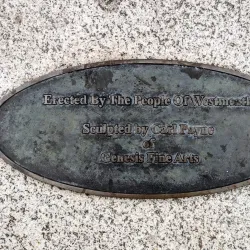 Erected By The People Of
Sculpted by Carl Payne
of
Genesis Fine Arts